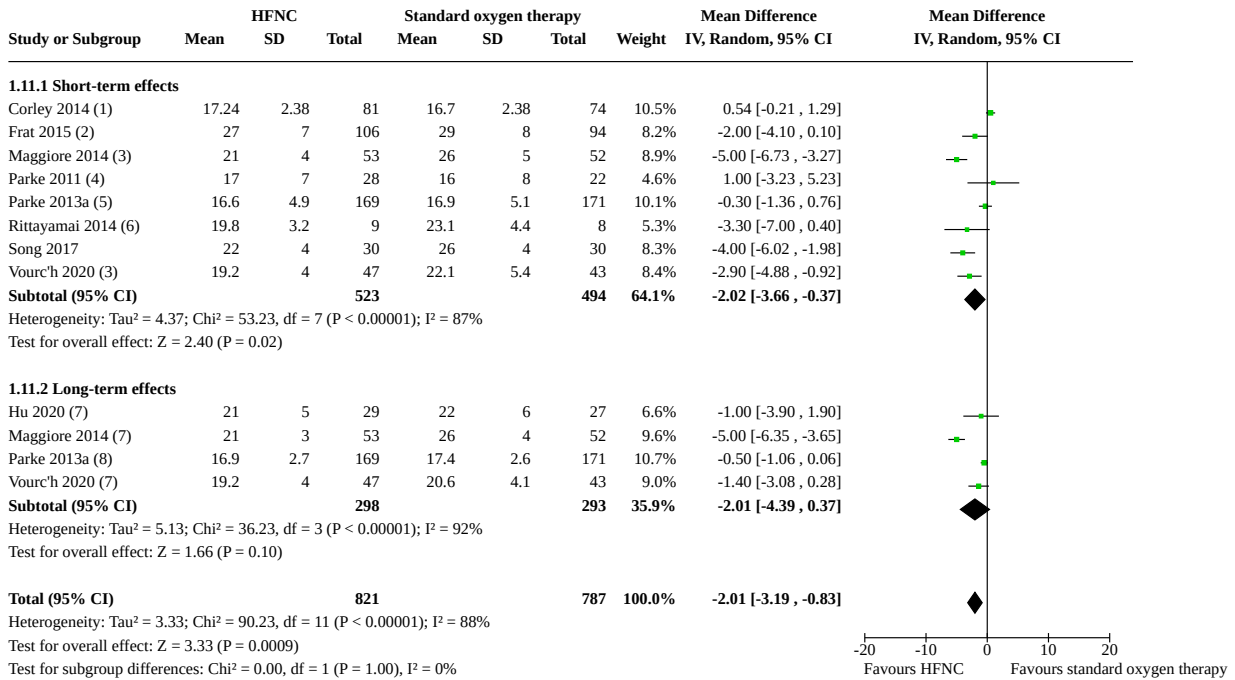 HFNC Standard oxygen therapy Mean Difference Mean Difference
Study or Subgroup Mean SD Total Mean SD Total Weight IV, Random, 95% CI IV, Random, 95% CI
1.11.1 Short-term effects
Corley 2014 (1) 17.24 2.38 81 16.7 2.38 74 10.5% 0.54 [-0.21 , 1.29]
Frat 2015 (2) 27 7 106 29 8 94 8.2% -2.00 [-4.10 , 0.10]
Maggiore 2014 (3) 21 4 53 26 5 52 8.9% -5.00 [-6.73 , -3.27]
Parke 2011 (4) 17 7 28 16 8 22 4.6% 1.00 [-3.23 , 5.23]
Parke 2013a (5) 16.6 4.9 169 16.9 5.1 171 10.1% -0.30 [-1.36 , 0.76]
Rittayamai 2014 (6) 19.8 3.2 9 23.1 4.4 8 5.3% -3.30 [-7.00 , 0.40]
Song 2017 22 4 30 26 4 30 8.3% -4.00 [-6.02 , -1.98]
Vourc'h 2020 (3) 19.2 4 47 22.1 5.4 43 8.4% -2.90 [-4.88 , -0.92]
Subtotal (95% CI) 523 494 64.1% -2.02 [-3.66 , -0.37]
Heterogeneity: Tau² = 4.37; Chi² = 53.23, df = 7 (P < 0.00001); I² = 87%
Test for overall effect: Z = 2.40 (P = 0.02)
1.11.2 Long-term effects
Hu 2020 (7) 21 5 29 22 6 27 6.6% -1.00 [-3.90 , 1.90]
Maggiore 2014 (7) 21 3 53 26 4 52 9.6% -5.00 [-6.35 , -3.65]
Parke 2013a (8) 16.9 2.7 169 17.4 2.6 171 10.7% -0.50 [-1.06 , 0.06]
Vourc'h 2020 (7) 19.2 4 47 20.6 4.1 43 9.0% -1.40 [-3.08 , 0.28]
Subtotal (95% CI) 298 293 35.9% -2.01 [-4.39 , 0.37]
Heterogeneity: Tau² = 5.13; Chi² = 36.23, df = 3 (P < 0.00001); I² = 92%
Test for overall effect: Z = 1.66 (P = 0.10)
Total (95% CI) 821 787 100.0% -2.01 [-3.19 , -0.83]
Heterogeneity: Tau² = 3.33; Chi² = 90.23, df = 11 (P < 0.00001); I² = 88%
Test for overall effect: Z = 3.33 (P = 0.0009)
-20 -10 0 10 20
Test for subgroup differences: Chi² = 0.00, df = 1 (P = 1.00), I² = 0%
Favours HFNC Favours standard oxygen therapy